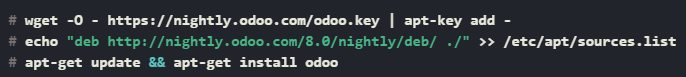 # wget -O - https://nightly.odoo.com/odoo.key | apt-key add -
# echo "deb http://nightly.odoo.com/8.0/nightly/deb/ ./" >> /etc/apt/sources.list
# apt-get update && apt-get install odoo